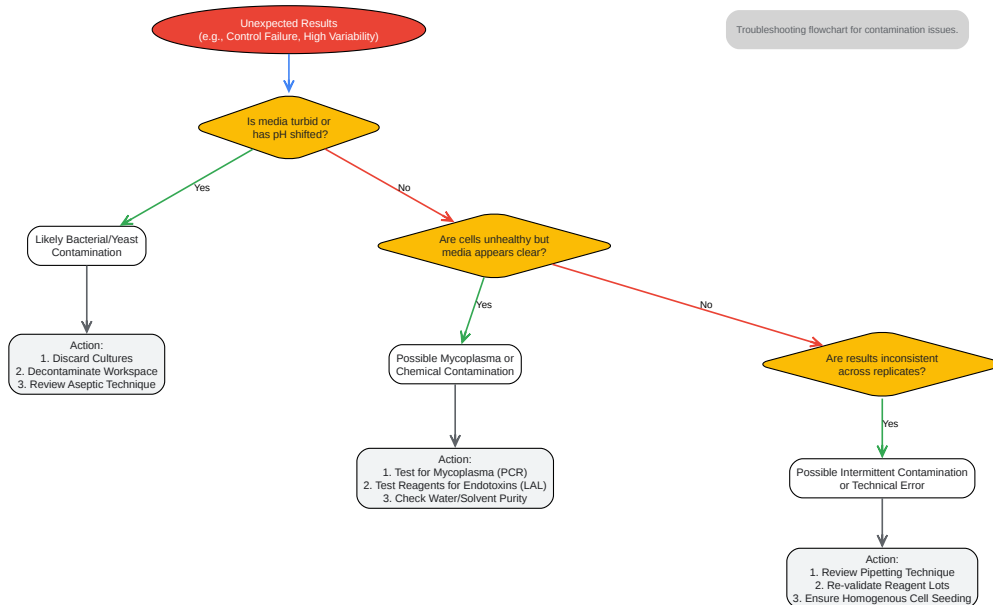 Unexpected Results
(e.g., Control Failure, High Variability)
Troubleshooting flowchart for contamination issues.
Is media turbid or
has pH shifted?
Yes
No
Likely Bacterial/Yeast
Contamination
Are cells unhealthy but
media appears clear?
Yes
No
Action:
1. Discard Cultures
2. Decontaminate Workspace
3. Review Aseptic Technique
Possible Mycoplasma or
Chemical Contamination
Are results inconsistent
across replicates?
Yes
Action:
1. Test for Mycoplasma (PCR)
2. Test Reagents for Endotoxins (LAL)
3. Check Water/Solvent Purity
Possible Intermittent Contamination
or Technical Error
Action:
1. Review Pipetting Technique
2. Re-validate Reagent Lots
3. Ensure Homogenous Cell Seeding